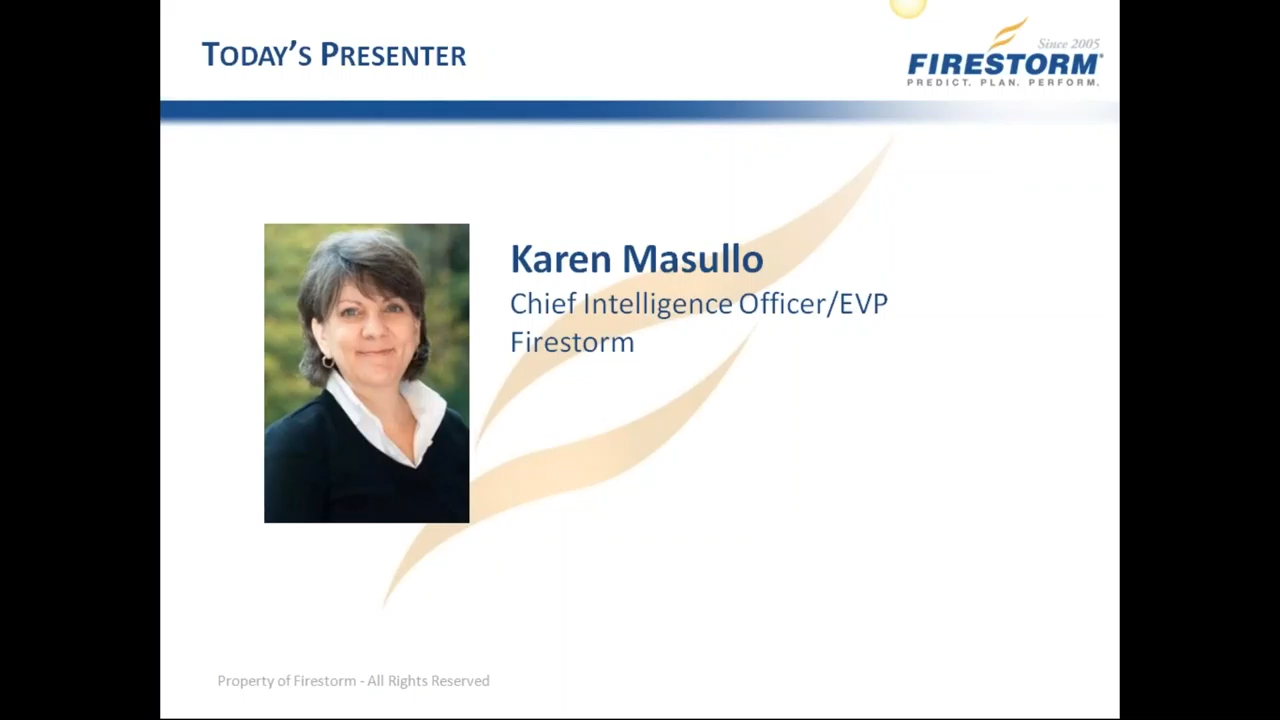 TODAY'S PRESENTER
Since 2005
FIRESTORM®
PREDICT. PLAN. PERFORM.
Karen Masullo
Chief Intelligence Officer/EVP
Firestorm
Property of Firestorm - All Rights Reserved